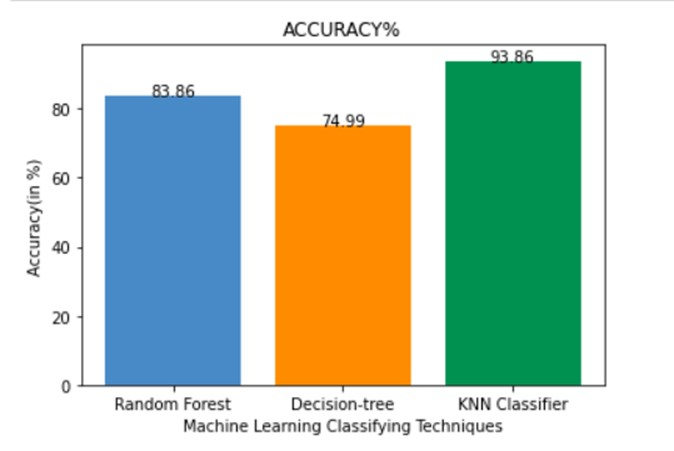 ACCURACY%
93.86
83.86
74.99
80
60
40
20
0
Accuracy(in %)
Random Forest Decision-tree KNN Classifier
Machine Learning Classifying Techniques